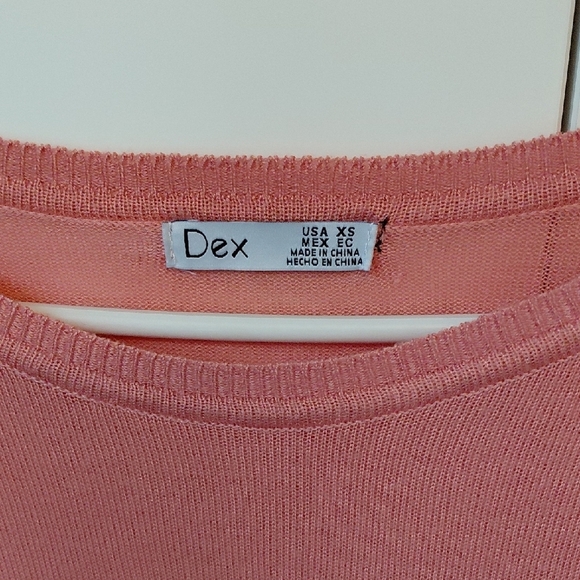 Dex
USA XS
MEX EC
MADE IN CHINA
HECHO EN CHINA